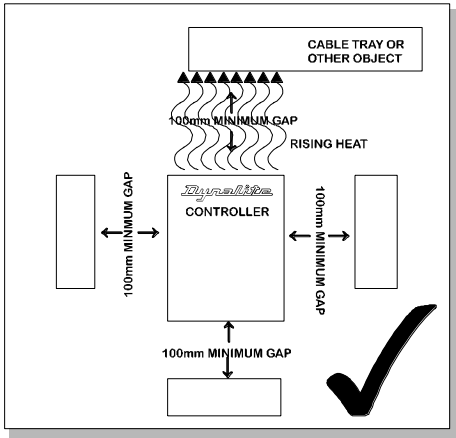 CABLE TRAY OR
OTHER OBJECT
100mm MINIMUM GAP
RISING HEAT
Dynalite
CONTROLLER
100mm MINMUM GAP
100mm MINIMUM GAP
100mm MINIMUM GAP